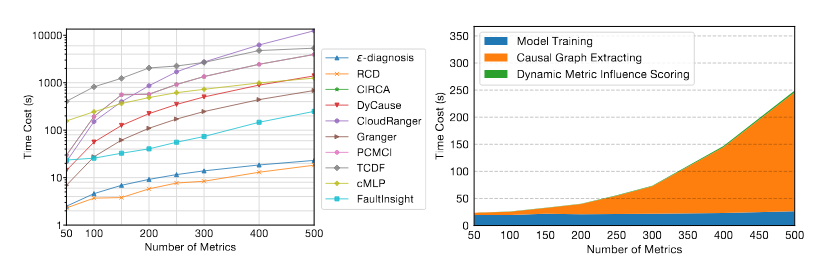 10000
1000
100
10
1
Time Cost (s)
50 100 150 200 250 300 400 500
Number of Metrics
ε-diagnosis
RCD
CIRCA
DyCause
CloudRanger
Granger
PCMCI
TCDF
cMLP
FaultInsight
350
300
250
200
150
100
50
0
Time Cost (s)
Model Training
Causal Graph Extracting
Dynamic Metric Influence Scoring
50 100 150 200 250 300 350 400 450 500
Number of Metrics